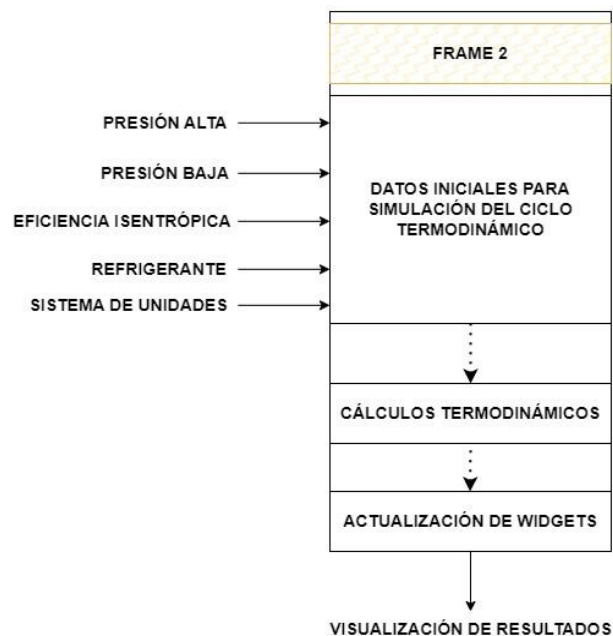 FRAME 2
PRESIÓN ALTA
PRESIÓN BAJA
EFICIENCIA ISENTRÓPICA
REFRIGERANTE
SISTEMA DE UNIDADES
DATOS INICIALES PARA
SIMULACIÓN DEL CICLO
TERMODINÁMICO
CÁLCULOS TERMODINÁMICOS
ACTUALIZACIÓN DE WIDGETS
VISUALIZACIÓN DE RESULTADOS